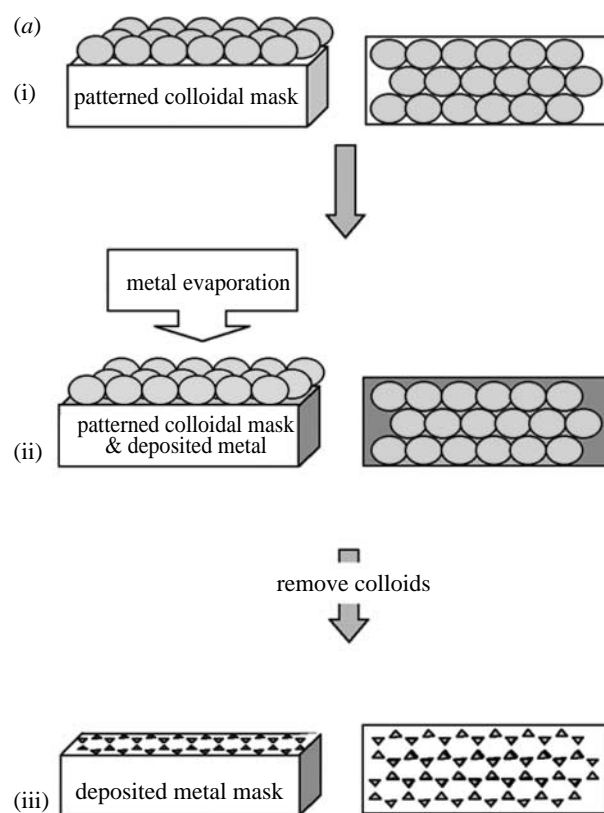 (a)
(i)
patterned colloidal mask
metal evaporation
patterned colloidal mask
& deposited metal
(ii)
remove colloids
deposited metal mask
(iii)